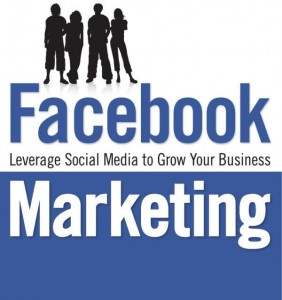 Facebook
Leverage Social Media to Grow Your Business
Marketing